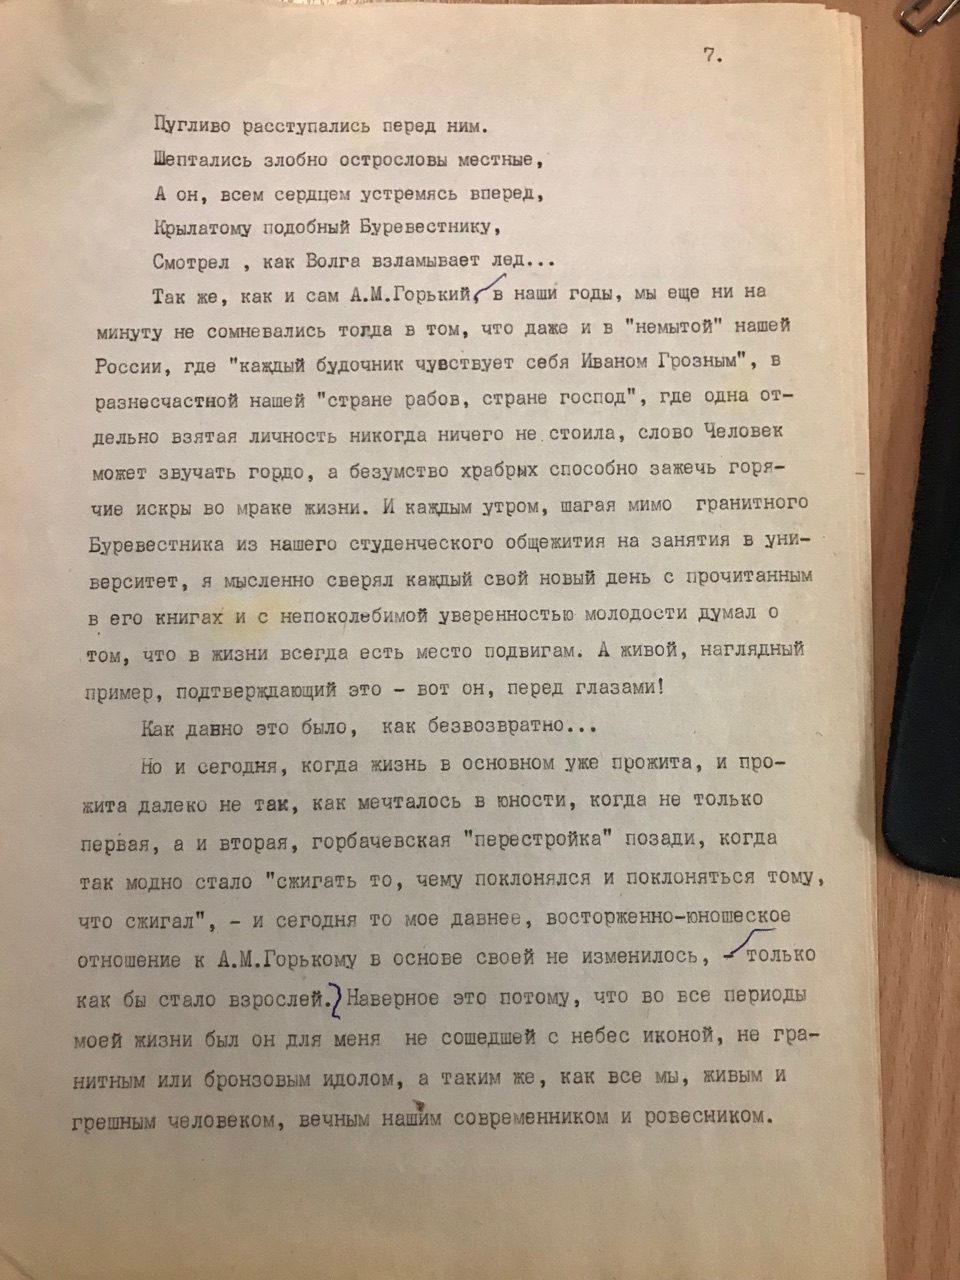 7.
Пугливо расступались перед ним.
Шептались злобно острословы местные,
А он, всем сердцем устремясь вперед,
Крылатому подобный Буревестнику,
Смотрел , как Волга взламывает лед...
Так же, как и сам А.М.Горький, в наши годы, мы еще ни на
минуту не сомневались тогда в том, что даже и в "немытой" нашей
России, где "каждый будочник чувствует себя Иваном Грозным", в
разнесчастной нашей "стране рабов, стране господ", где одна от-
дельно взятая личность никогда ничего не стоила, слово Человек
может звучать гордо, а безумство храбрых способно зажечь горя-
чие искры во мраке жизни. И каждым утром, шагая мимо гранитного
Буревестника из нашего студенческого общежития на занятия в уни-
верситет, я мысленно сверял каждый свой новый день с прочитанным
в его книгах и с непоколебимой уверенностью молодости думал о
том, что в жизни всегда есть место подвигам. А живой, наглядный
пример, подтверждающий это - вот он, перед глазами!
Как давно это было, как безвозвратно...
Но и сегодня, когда жизнь в основном уже прожита, и про-
жита далеко не так, как мечталось в юности, когда не только
первая, а и вторая, горбачевская "перестройка" позади, когда
так модно стало "сжигать то, чему поклонялся и поклоняться тому,
что сжигал", - и сегодня то мое давнее, восторженно-юношеское
отношение к А.М.Горькому в основе своей не изменилось, - только
как бы стало взрослей. Наверное это потому, что во все периоды
моей жизни был он для меня не сошедшей с небес иконой, не гра-
нитным или бронзовым идолом, а таким же, как все мы, живым и
грешным человеком, вечным нашим современником и ровесником.